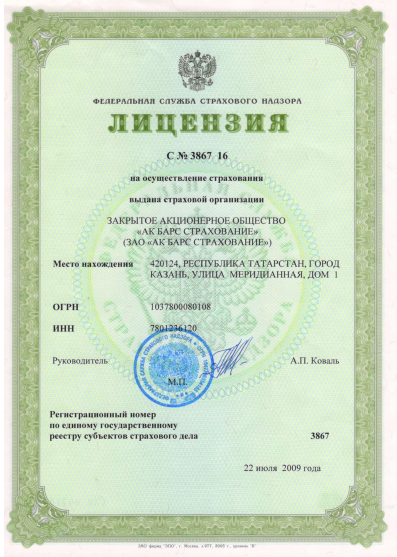 ФЕДЕРАЛЬНАЯ СЛУЖБА СТРАХОВОГО НАДЗОРА
ЛИЦЕНЗИЯ
С № 3867 16
на осуществление страхования
выдана страховой организации
ЗАКРЫТОЕ АКЦИОНЕРНОЕ ОБЩЕСТВО
«АК БАРС СТРАХОВАНИЕ»
(ЗАО «АК БАРС СТРАХОВАНИЕ»)
Место нахождения 420124, РЕСПУБЛИКА ТАТАРСТАН, ГОРОД
КАЗАНЬ, УЛИЦА МЕРИДИАННАЯ, ДОМ 1
ОГРН 1037800080108
ИНН 7801236120
Руководитель А.П. Коваль
М.П.
Регистрационный номер
по единому государственному
реестру субъектов страхового дела 3867
22 июля 2009 года